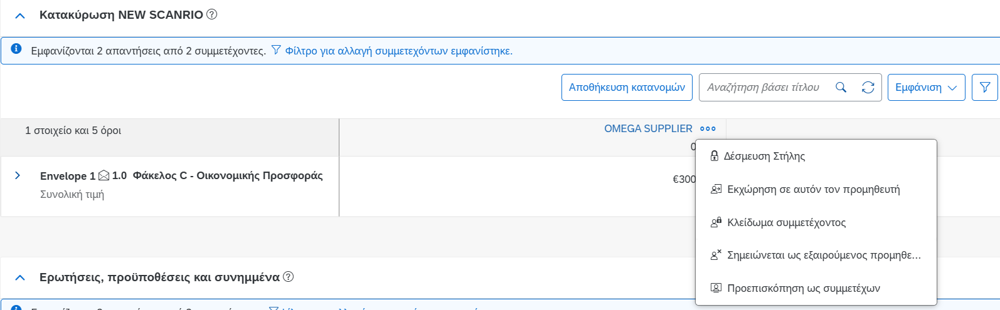 Κατακύρωση NEW SCANRIO
Εμφανίζονται 2 απαντήσεις από 2 συμμετέχοντες. Φίλτρο για αλλαγή συμμετεχόντων εμφανίστηκε.
Αποθήκευση κατανομών Αναζήτηση βάσει τίτλου Εμφάνιση
1 στοιχείο και 5 όροι
OMEGA SUPPLIER
0
Envelope 1 1.0 Φάκελος C - Οικονομικής Προσφοράς
€300
Συνολική τιμή
Δέσμευση Στήλης
Εκχώρηση σε αυτόν τον προμηθευτή
Κλείδωμα συμμετέχοντος
Σημειώνεται ως εξαιρούμενος προμηθε...
Προεπισκόπηση ως συμμετέχων
Ερωτήσεις, προϋποθέσεις και συνημμένα